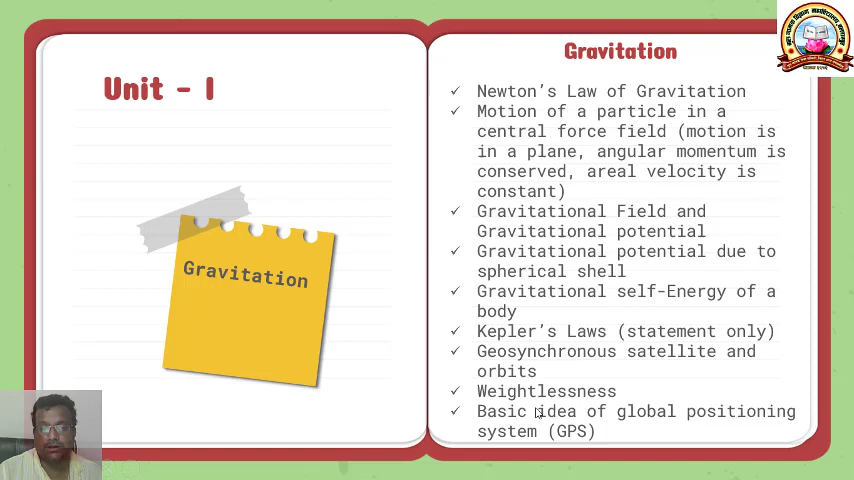 Unit - I
Gravitation
Gravitation
✓ Newton's Law of Gravitation
✓ Motion of a particle in a
central force field (motion is
in a plane, angular momentum is
conserved, areal velocity is
constant)
✓ Gravitational Field and
Gravitational potential
✓ Gravitational potential due to
spherical shell
✓ Gravitational self-Energy of a
body
✓ Kepler's Laws (statement only)
✓ Geosynchronous satellite and
orbits
✓ Weightlessness
✓ Basic idea of global positioning
system (GPS)